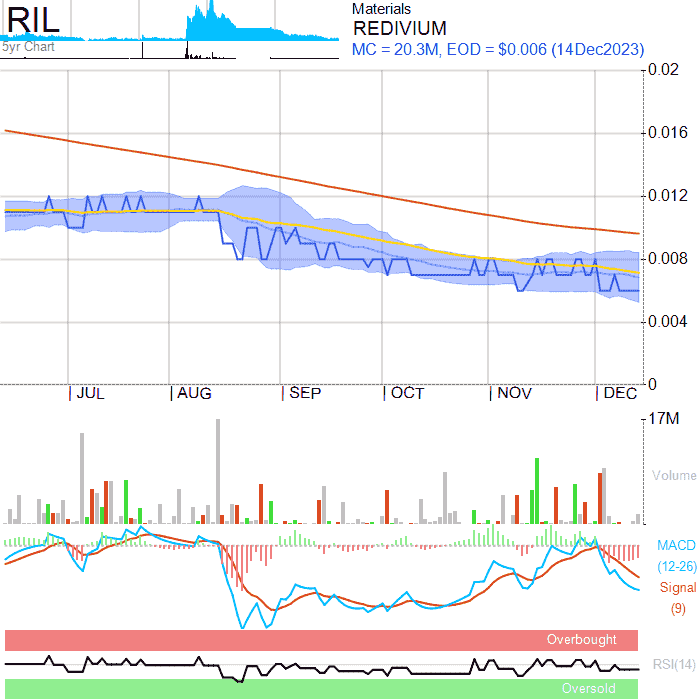 RIL
5yr Chart
Materials
REDIVIUM
MC = 20.3M, EOD = $0.006 (14Dec2023)
0.02
0.016
0.012
0.008
0.004
0
JUL AUG SEP OCT NOV DEC
17M
Volume
MACD
(12-26)
Signal
(9)
Overbought
RSI(14)
Oversold